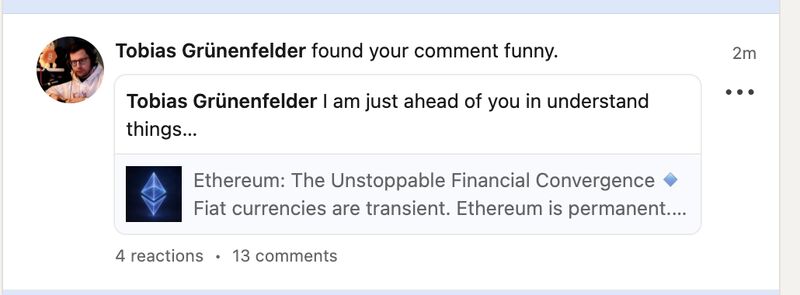 Tobias Grünenfelder found your comment funny.
2m
Tobias Grünenfelder I am just ahead of you in understand
things...
Ethereum: The Unstoppable Financial Convergence
Fiat currencies are transient. Ethereum is permanent....
4 reactions • 13 comments